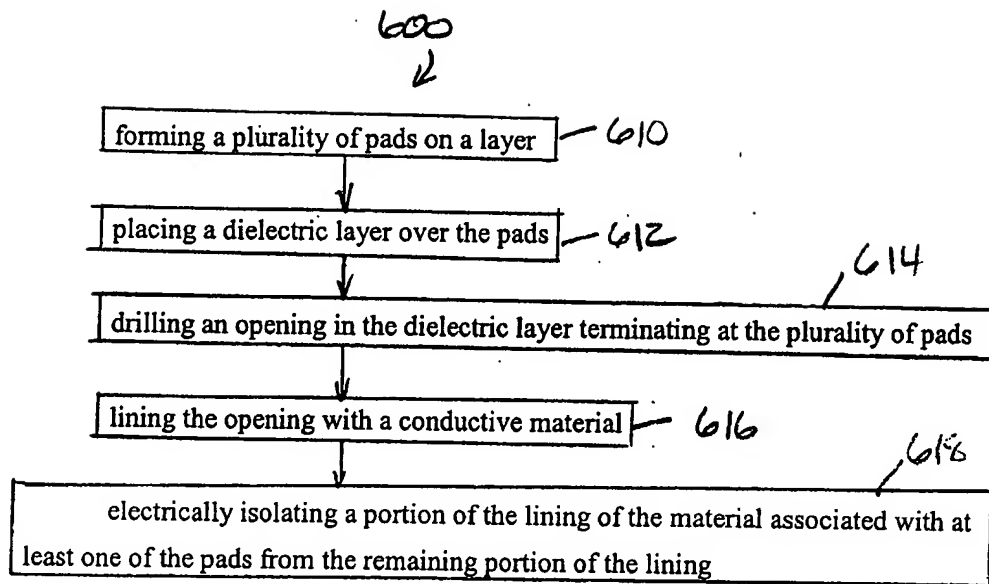 600
forming a plurality of pads on a layer 610
placing a dielectric layer over the pads 612
614
drilling an opening in the dielectric layer terminating at the plurality of pads
lining the opening with a conductive material 616
618
electrically isolating a portion of the lining of the material associated with at
least one of the pads from the remaining portion of the lining